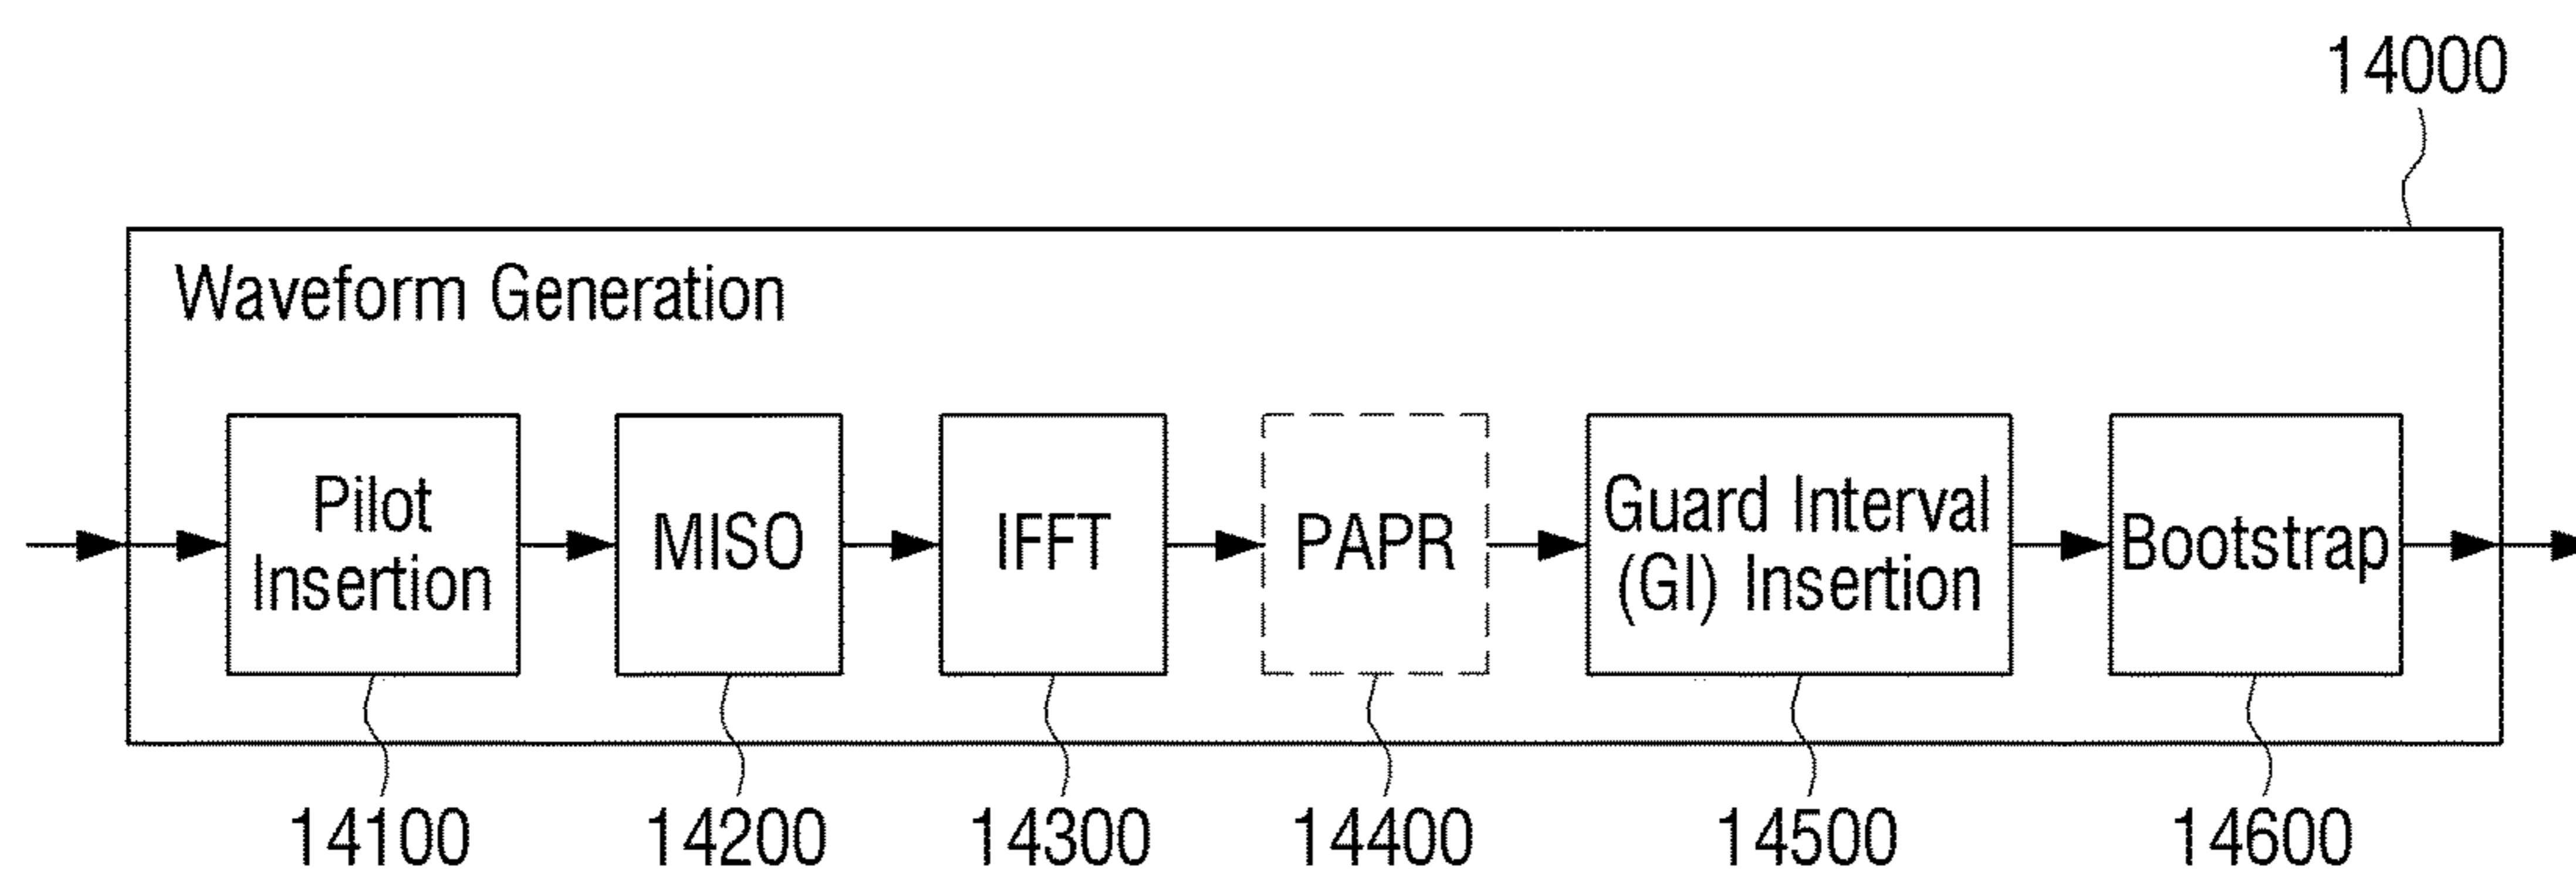 14000
Waveform Generation
Pilot
Insertion
MISO
IFFT
PAPR
Guard Interval
(GI) Insertion
Bootstrap
14100
14200
14300
14400
14500
14600